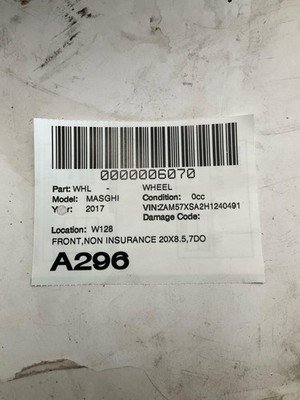 0000006070
Part: WHL - WHEEL
Model: MASGHI Condition: 0cc
Year: 2017 VIN:ZAM57XSA2H1240491
Damage Code:
Location: W128
FRONT,NON INSURANCE 20X8.5,7DO
A296